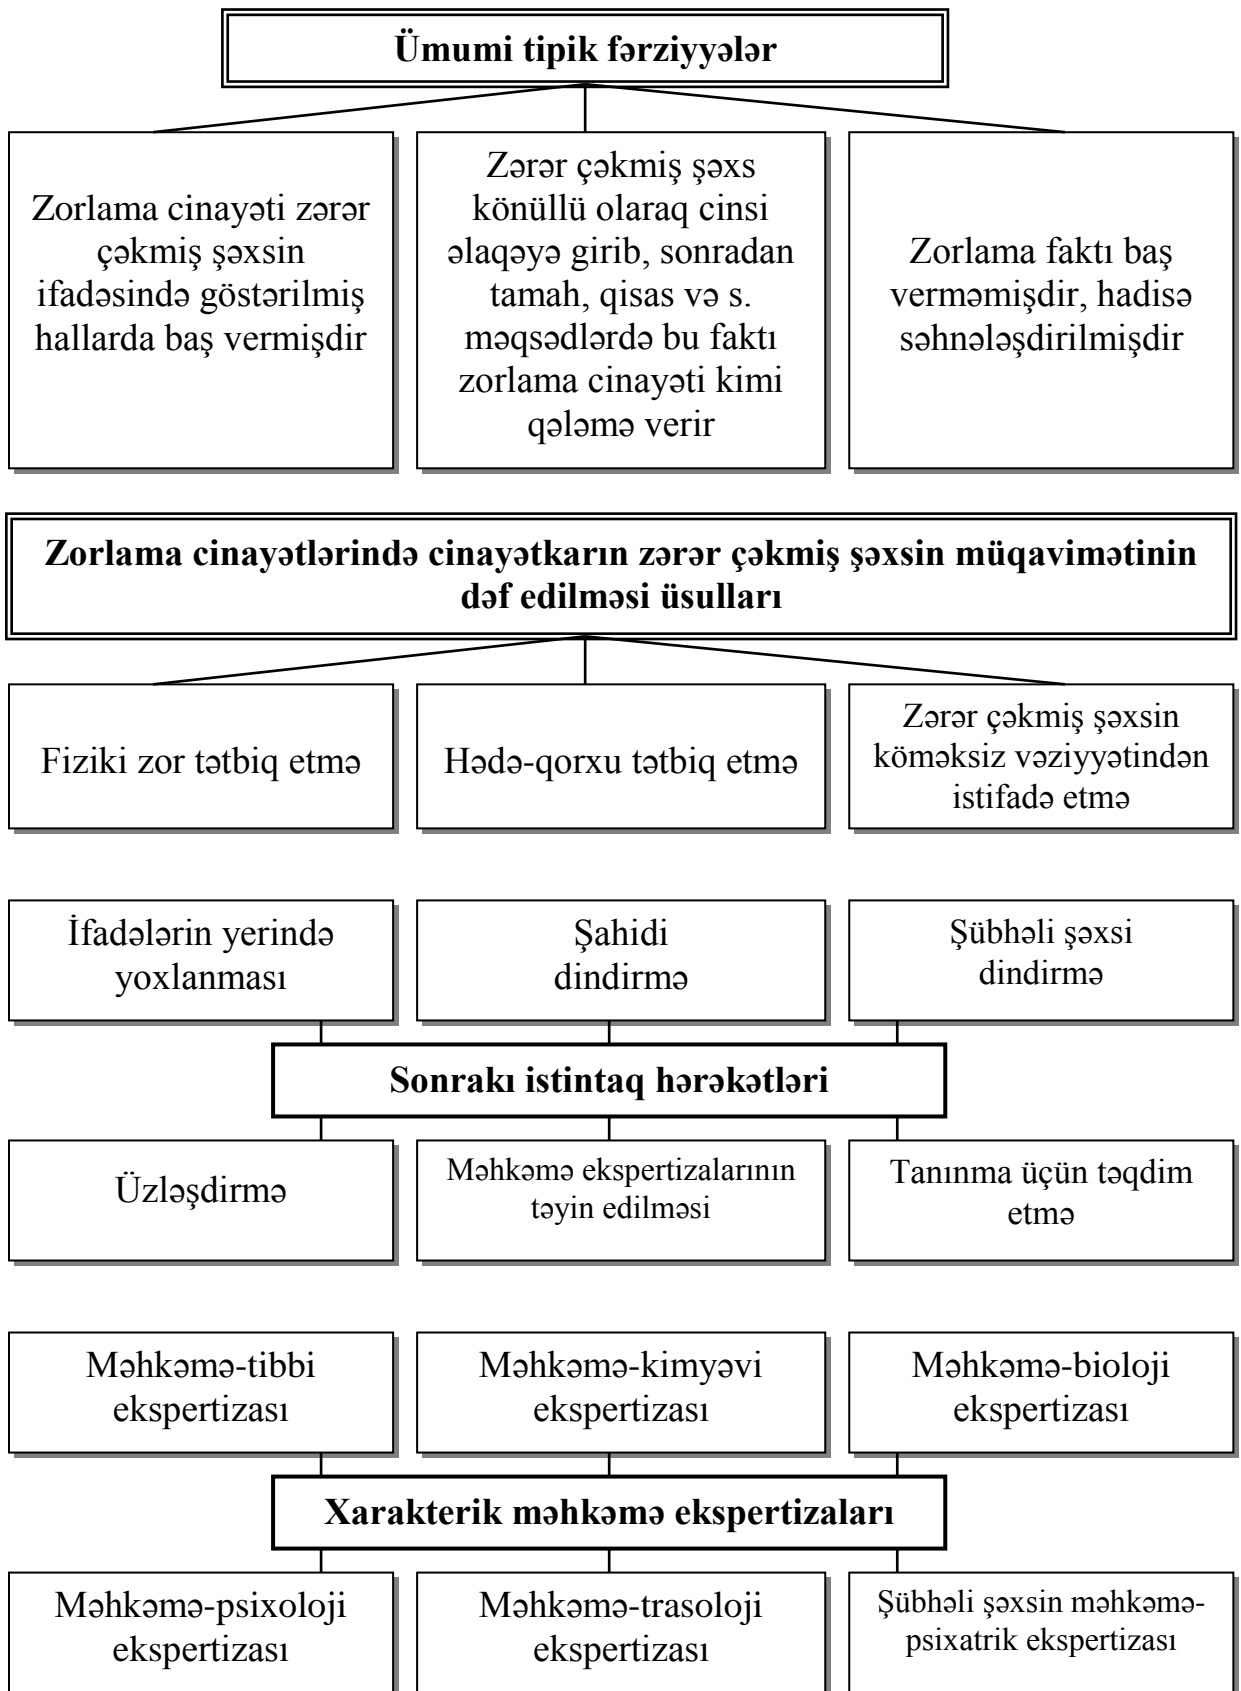 Ümumi tipik fərziyyələr
Zorlama cinayəti zərər
çəkmiş şəxsin
ifadəsində göstərilmiş
hallarda baş vermişdir
Zərər çəkmiş şəxs
könüllü olaraq cinsi
əlaqəyə girib, sonradan
tamah, qisas və s.
məqsədlərdə bu faktı
zorlama cinayəti kimi
qələmə verir
Zorlama faktı baş
verməmişdir, hadisə
səhnələşdirilmişdir
Zorlama cinayətlərində cinayətkarın zərər çəkmiş şəxsin müqavimətinin
dəf edilməsi üsulları
Fiziki zor tətbiq etmə
Hədə-qorxu tətbiq etmə
Zərər çəkmiş şəxsin
köməksiz vəziyyətindən
istifadə etmə
İfadələrin yerində
yoxlanması
Şahidi
dindirmə
Şübhəli şəxsi
dindirmə
Sonrakı istintaq hərəkətləri
Üzləşdirmə
Məhkəmə ekspertizalarının
təyin edilməsi
Tanınma üçün təqdim
etmə
Məhkəmə-tibbi
ekspertizası
Məhkəmə-kimyəvi
ekspertizası
Məhkəmə-bioloji
ekspertizası
Xarakterik məhkəmə ekspertizaları
Məhkəmə-psixoloji
ekspertizası
Məhkəmə-trasoloji
ekspertizası
Şübhəli şəxsin məhkəmə-
psixatrik ekspertizası